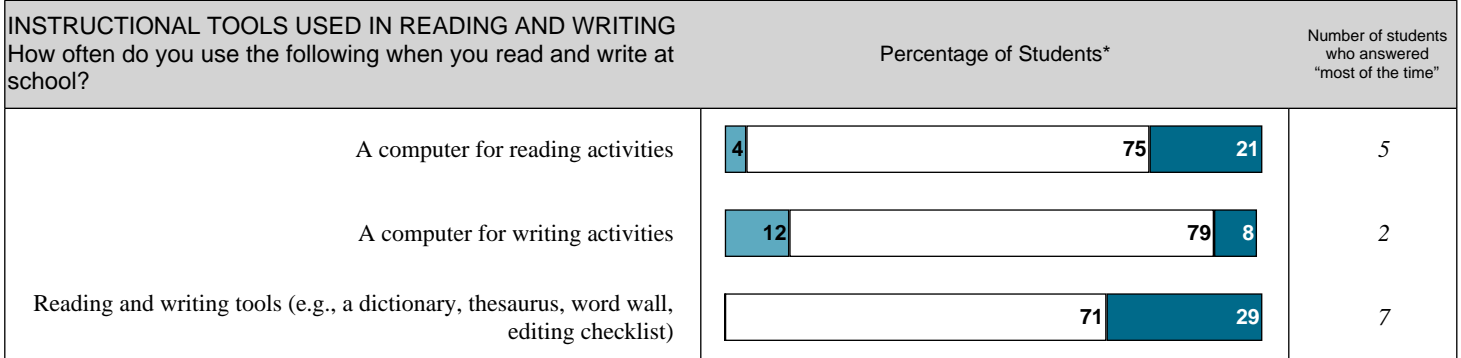 INSTRUCTIONAL TOOLS USED IN READING AND WRITING
How often do you use the following when you read and write at
school?
Percentage of Students*
Number of students
who answered
“most of the time”
A computer for reading activities
4 75 21
5
A computer for writing activities
12 79 8
2
Reading and writing tools (e.g., a dictionary, thesaurus, word wall,
editing checklist)
71 29
7